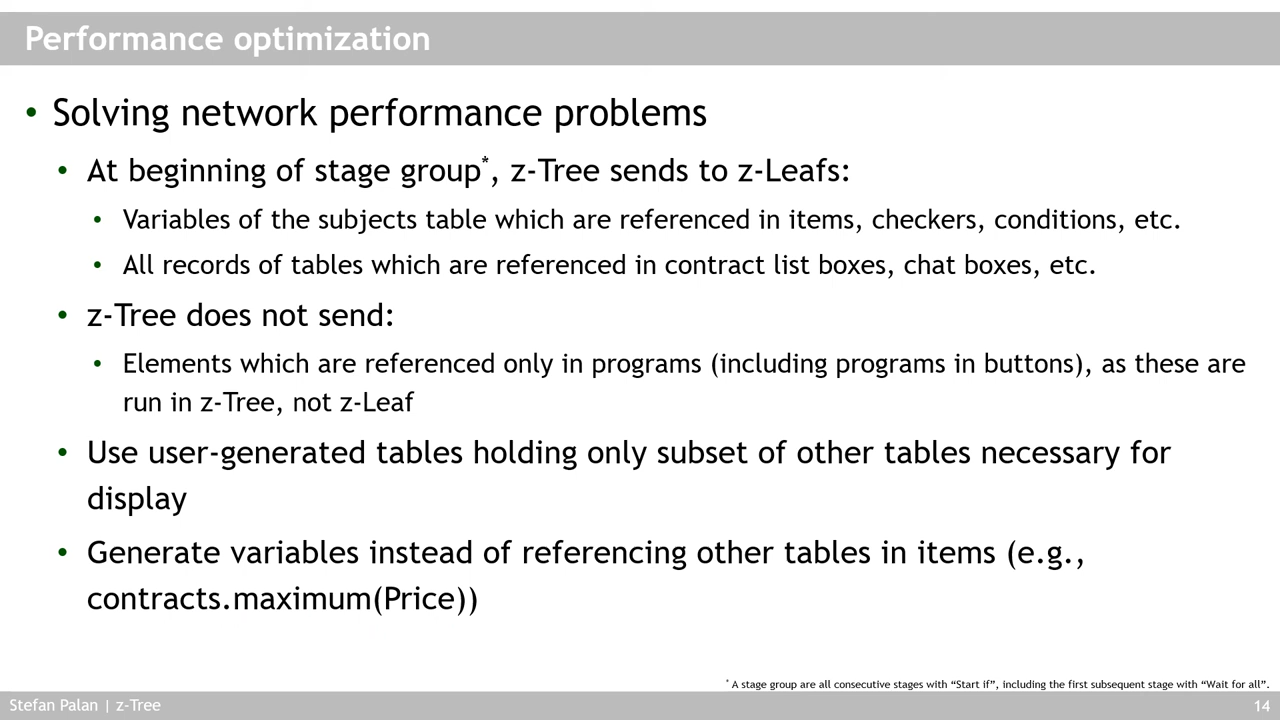 Performance optimization
• Solving network performance problems
• At beginning of stage group*, z-Tree sends to z-Leafs:
• Variables of the subjects table which are referenced in items, checkers, conditions, etc.
• All records of tables which are referenced in contract list boxes, chat boxes, etc.
• z-Tree does not send:
• Elements which are referenced only in programs (including programs in buttons), as these are
run in z-Tree, not z-Leaf
• Use user-generated tables holding only subset of other tables necessary for
display
• Generate variables instead of referencing other tables in items (e.g.,
contracts.maximum(Price))
* A stage group are all consecutive stages with “Start if”, including the first subsequent stage with “Wait for all”.
Stefan Palan | z-Tree
14